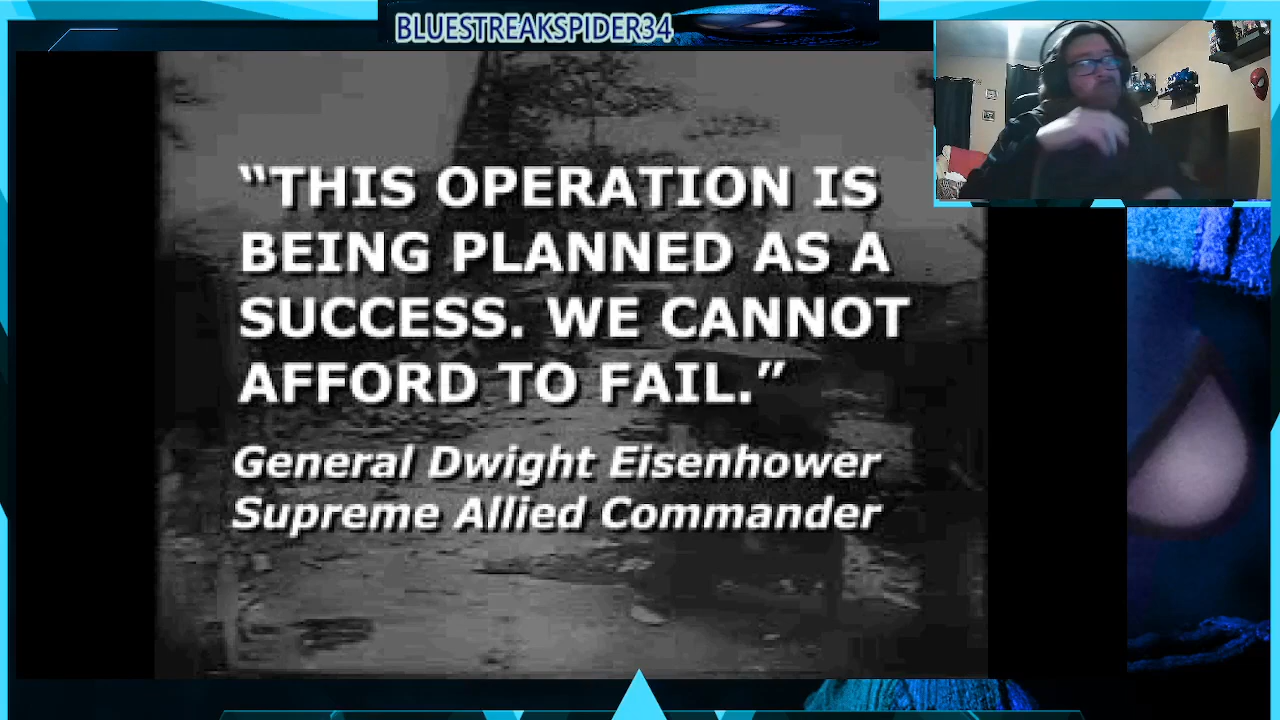 BLUESTREAKSPIDER34
“THIS OPERATION IS
BEING PLANNED AS A
SUCCESS. WE CANNOT
AFFORD TO FAIL.”
General Dwight Eisenhower
Supreme Allied Commander